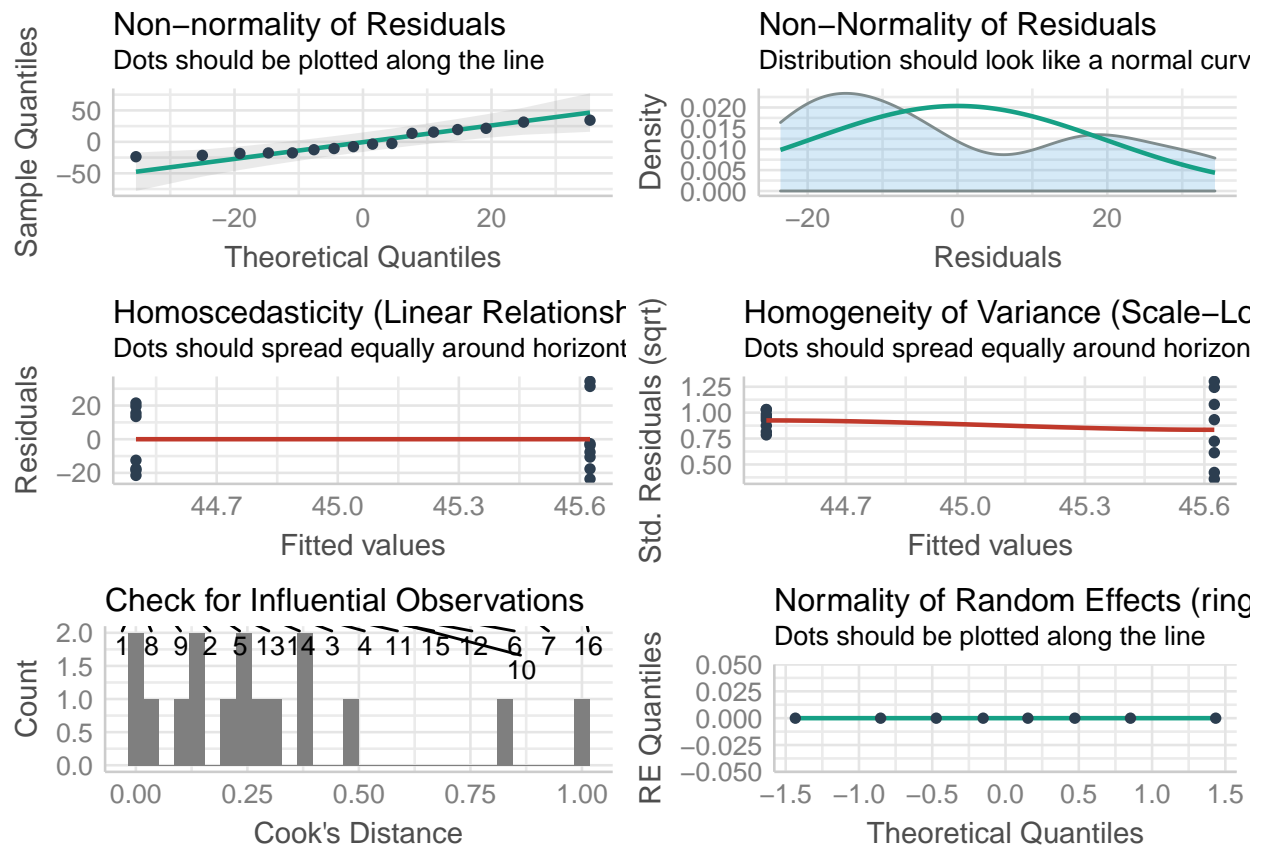 Non−normality of Residuals
Dots should be plotted along the line
Sample Quantiles
50
0
−50
−20
0
20
Theoretical Quantiles
Non−Normality of Residuals
Distribution should look like a normal curv
Density
0.020
0.015
0.010
0.005
0.000
−20
0
20
Residuals
Homoscedasticity (Linear Relationsh
Dots should spread equally around horizont
Residuals
20
0
−20
44.7
45.0
45.3
45.6
Fitted values
Homogeneity of Variance (Scale−Lo
Dots should spread equally around horizon
Std. Residuals (sqrt)
1.25
1.00
0.75
0.50
44.7
45.0
45.3
45.6
Fitted values
Check for Influential Observations
Count
2.0
1.5
1.0
0.5
0.0
1 8 9 2 5 13 14 3 4 11 15 12 6 7 16
10
0.00
0.25
0.50
0.75
1.00
Cook's Distance
Normality of Random Effects (ring
Dots should be plotted along the line
RE Quantiles
0.050
0.025
0.000
−0.025
−0.050
−1.5
−1.0
−0.5
0.0
0.5
1.0
1.5
Theoretical Quantiles